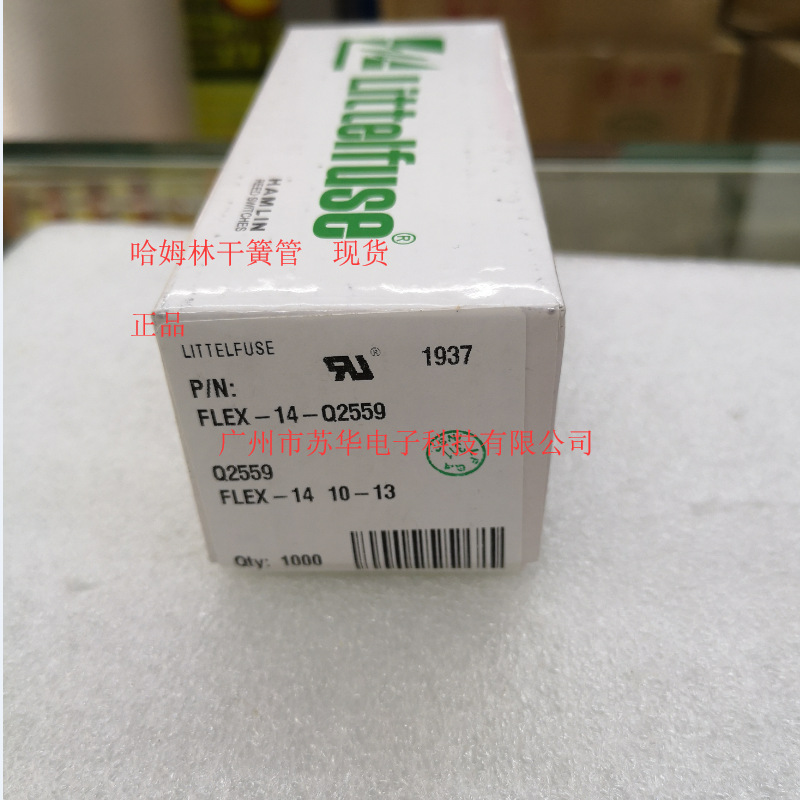 Littelfuse®
HAMLIN
REED SWITCHES
哈姆林干簧管 现货
正品
LITTELFUSE
® 1937
P/N:
FLEX-14-Q2559
广州市苏华电子科技有限公司
Q2559
FLEX-14 10-13
Qty: 1000